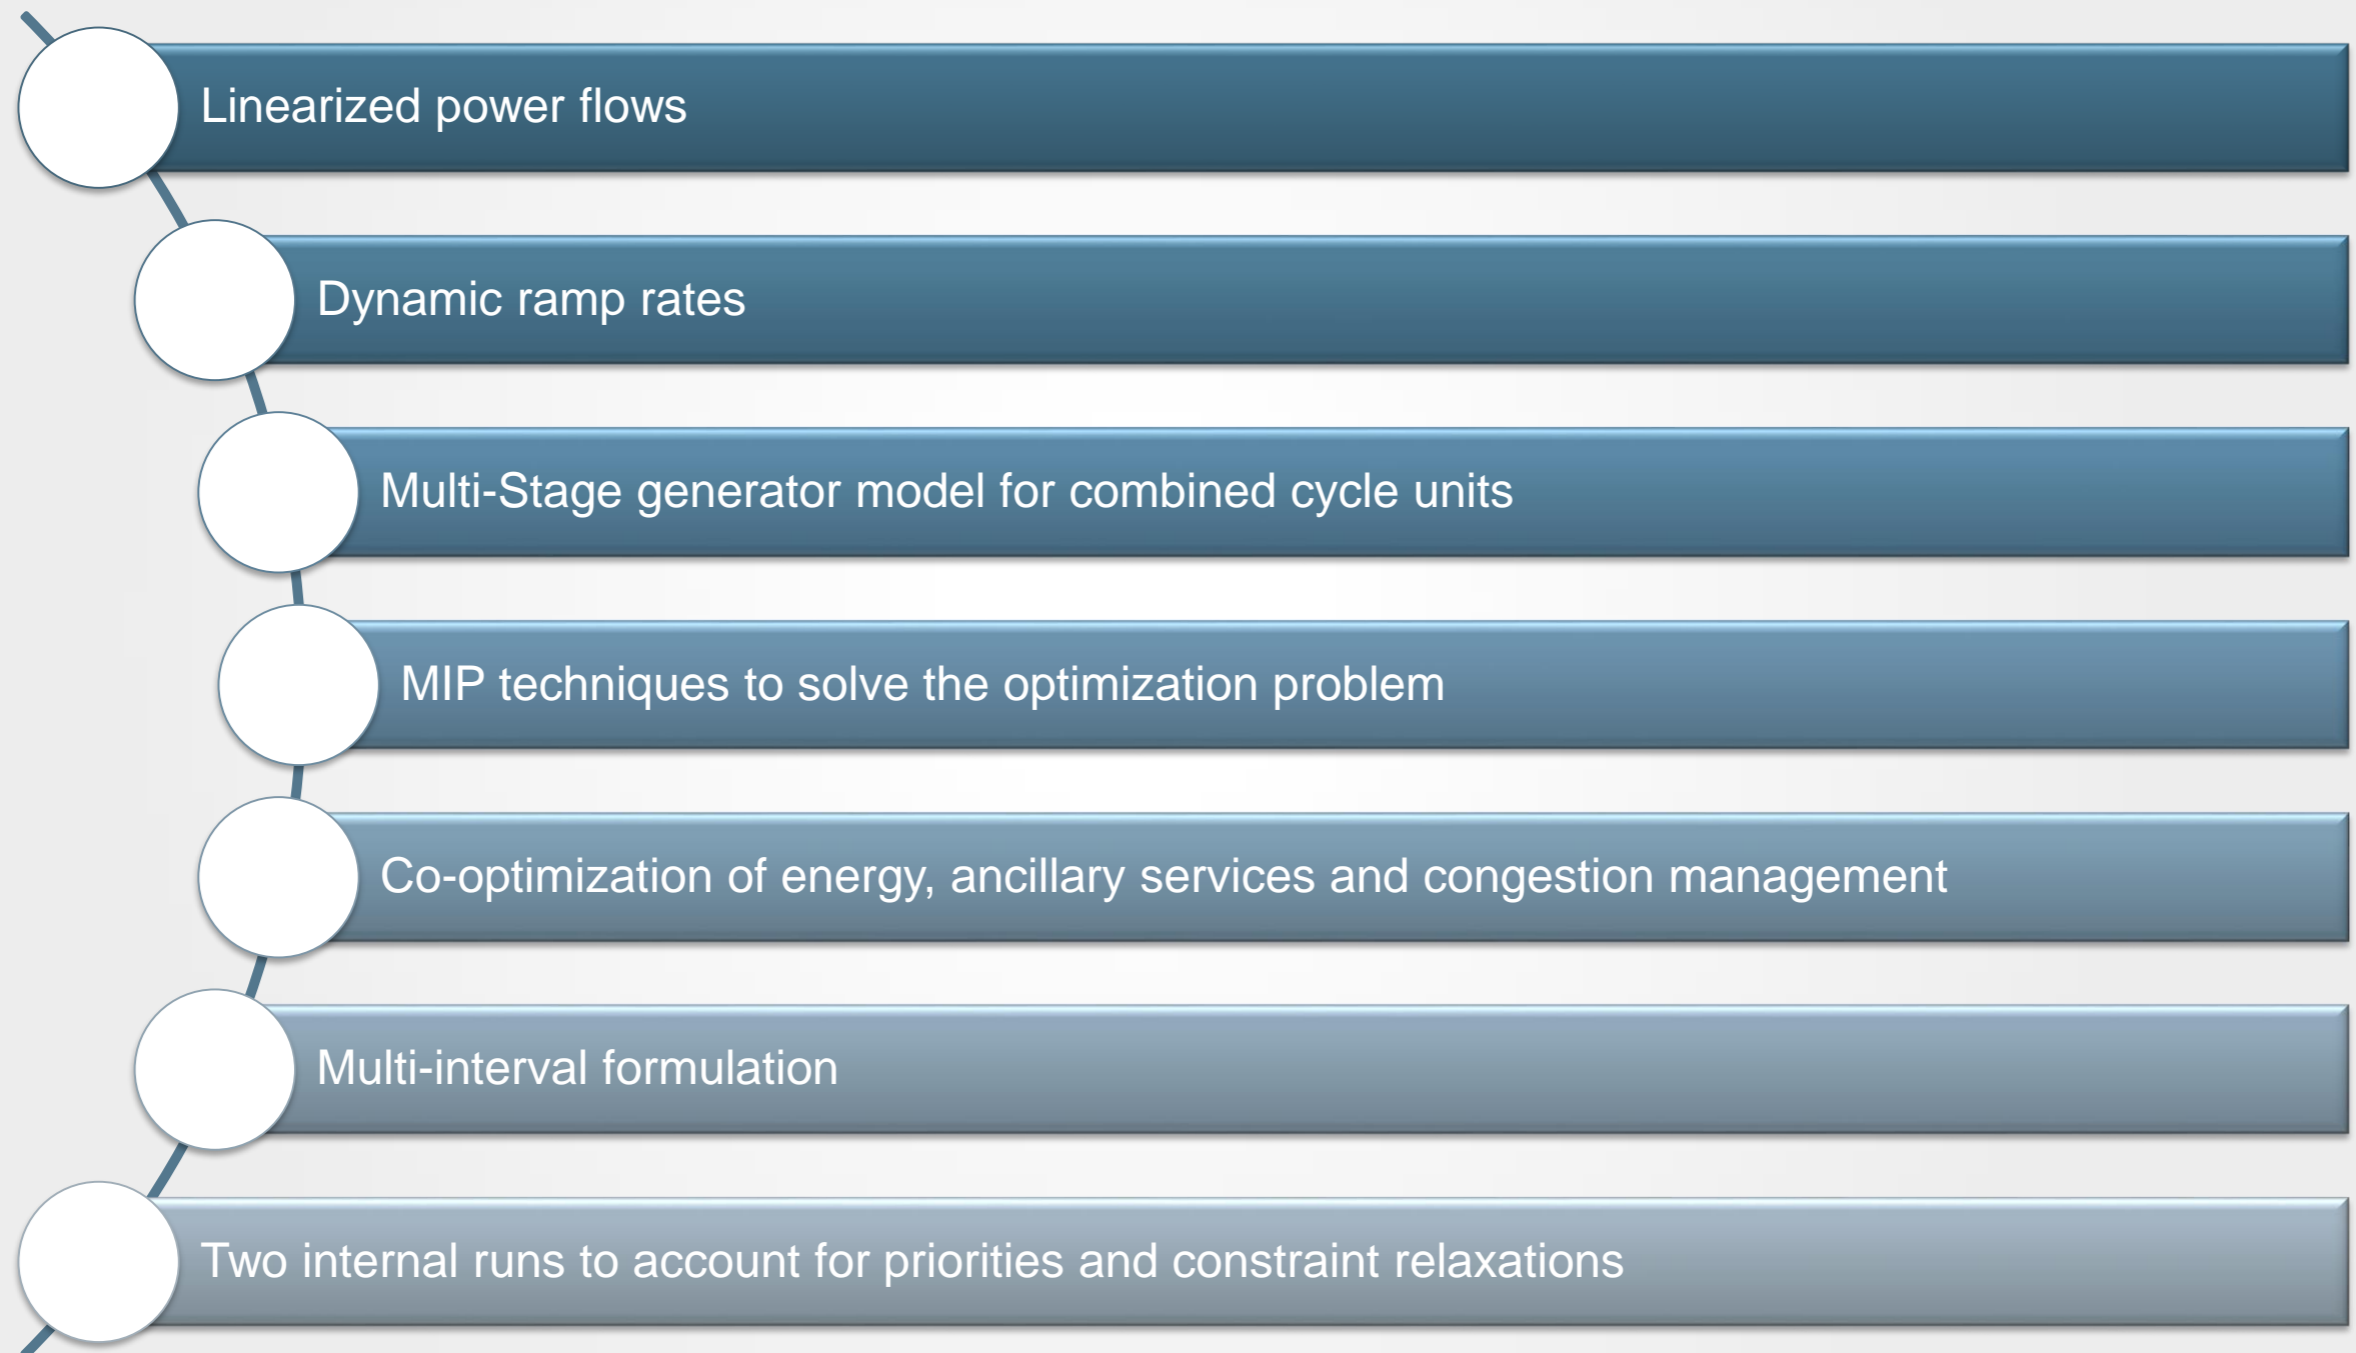 Linearized power flows
Dynamic ramp rates
Multi-Stage generator model for combined cycle units
MIP techniques to solve the optimization problem
Co-optimization of energy, ancillary services and congestion management
Multi-interval formulation
Two internal runs to account for priorities and constraint relaxations